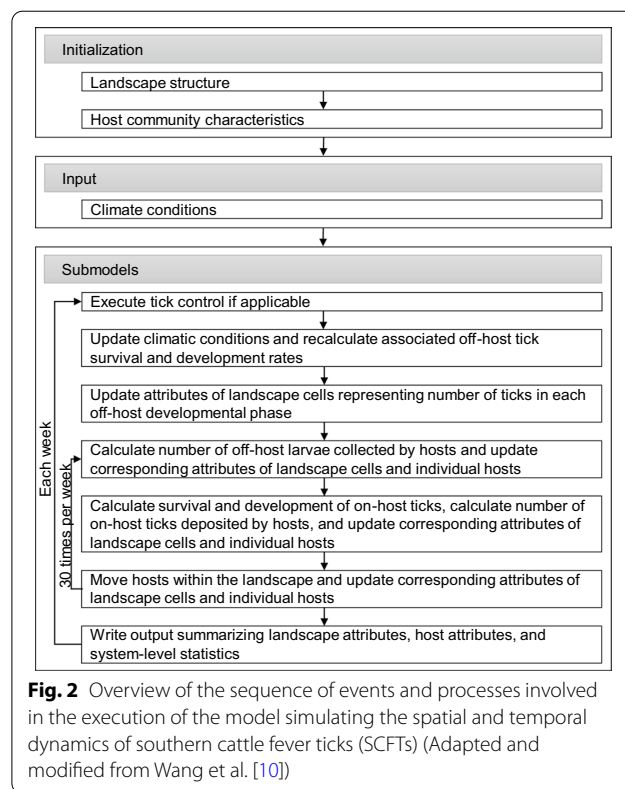 Initialization
Landscape structure
Host community characteristics
Input
Climate conditions
Submodels
Execute tick control if applicable
Update climatic conditions and recalculate associated off-host tick
survival and development rates
Update attributes of landscape cells representing number of ticks in each
off-host developmental phase
Calculate number of off-host larvae collected by hosts and update
corresponding attributes of landscape cells and individual hosts
Calculate survival and development of on-host ticks, calculate number of
on-host ticks deposited by hosts, and update corresponding attributes of
landscape cells and individual hosts
Move hosts within the landscape and update corresponding attributes of
landscape cells and individual hosts
Write output summarizing landscape attributes, host attributes, and
system-level statistics
Each week
30 times per week
Fig. 2 Overview of the sequence of events and processes involved
in the execution of the model simulating the spatial and temporal
dynamics of southern cattle fever ticks (SCFTs) (Adapted and
modified from Wang et al. [10])